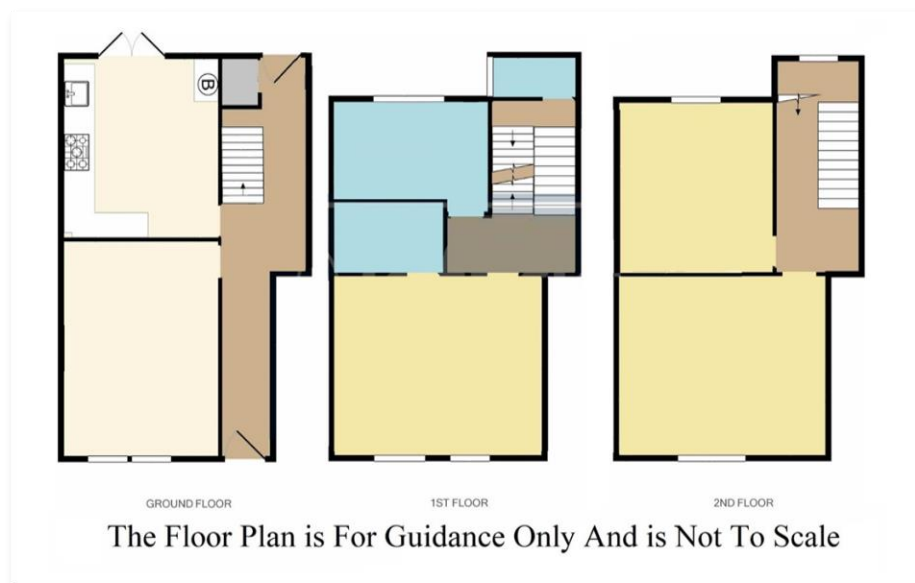 B
GROUND FLOOR
1ST FLOOR
2ND FLOOR
The Floor Plan is For Guidance Only And is Not To Scale